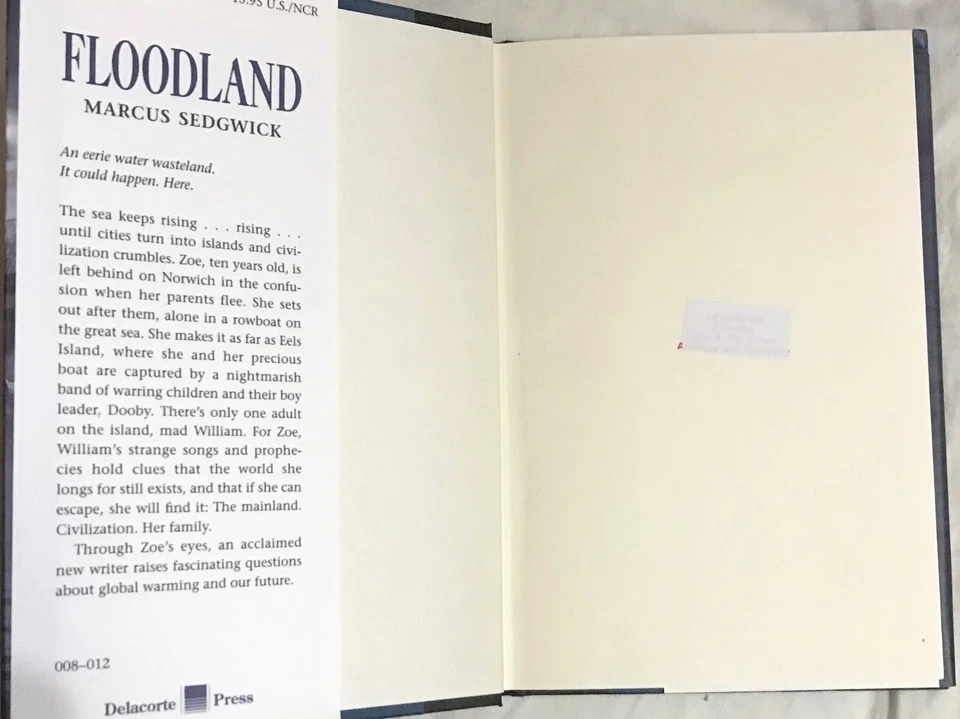 15.95 U.S./NCR
FLOODLAND
MARCUS SEDGWICK
An eerie water wasteland.
It could happen. Here.
The sea keeps rising . . . rising . . .
until cities turn into islands and civi-
lization crumbles. Zoe, ten years old, is
left behind on Norwich in the confu-
sion when her parents flee. She sets
out after them, alone in a rowboat on
the great sea. She makes it as far as Eels
Island, where she and her precious
boat are captured by a nightmarish
band of warring children and their boy
leader, Dooby. There's only one adult
on the island, mad William. For Zoe,
William's strange songs and prophe-
cies hold clues that the world she
longs for still exists, and that if she can
escape, she will find it: The mainland.
Civilization. Her family.
Through Zoe's eyes, an acclaimed
new writer raises fascinating questions
about global warming and our future.
008–012
Delacorte Press